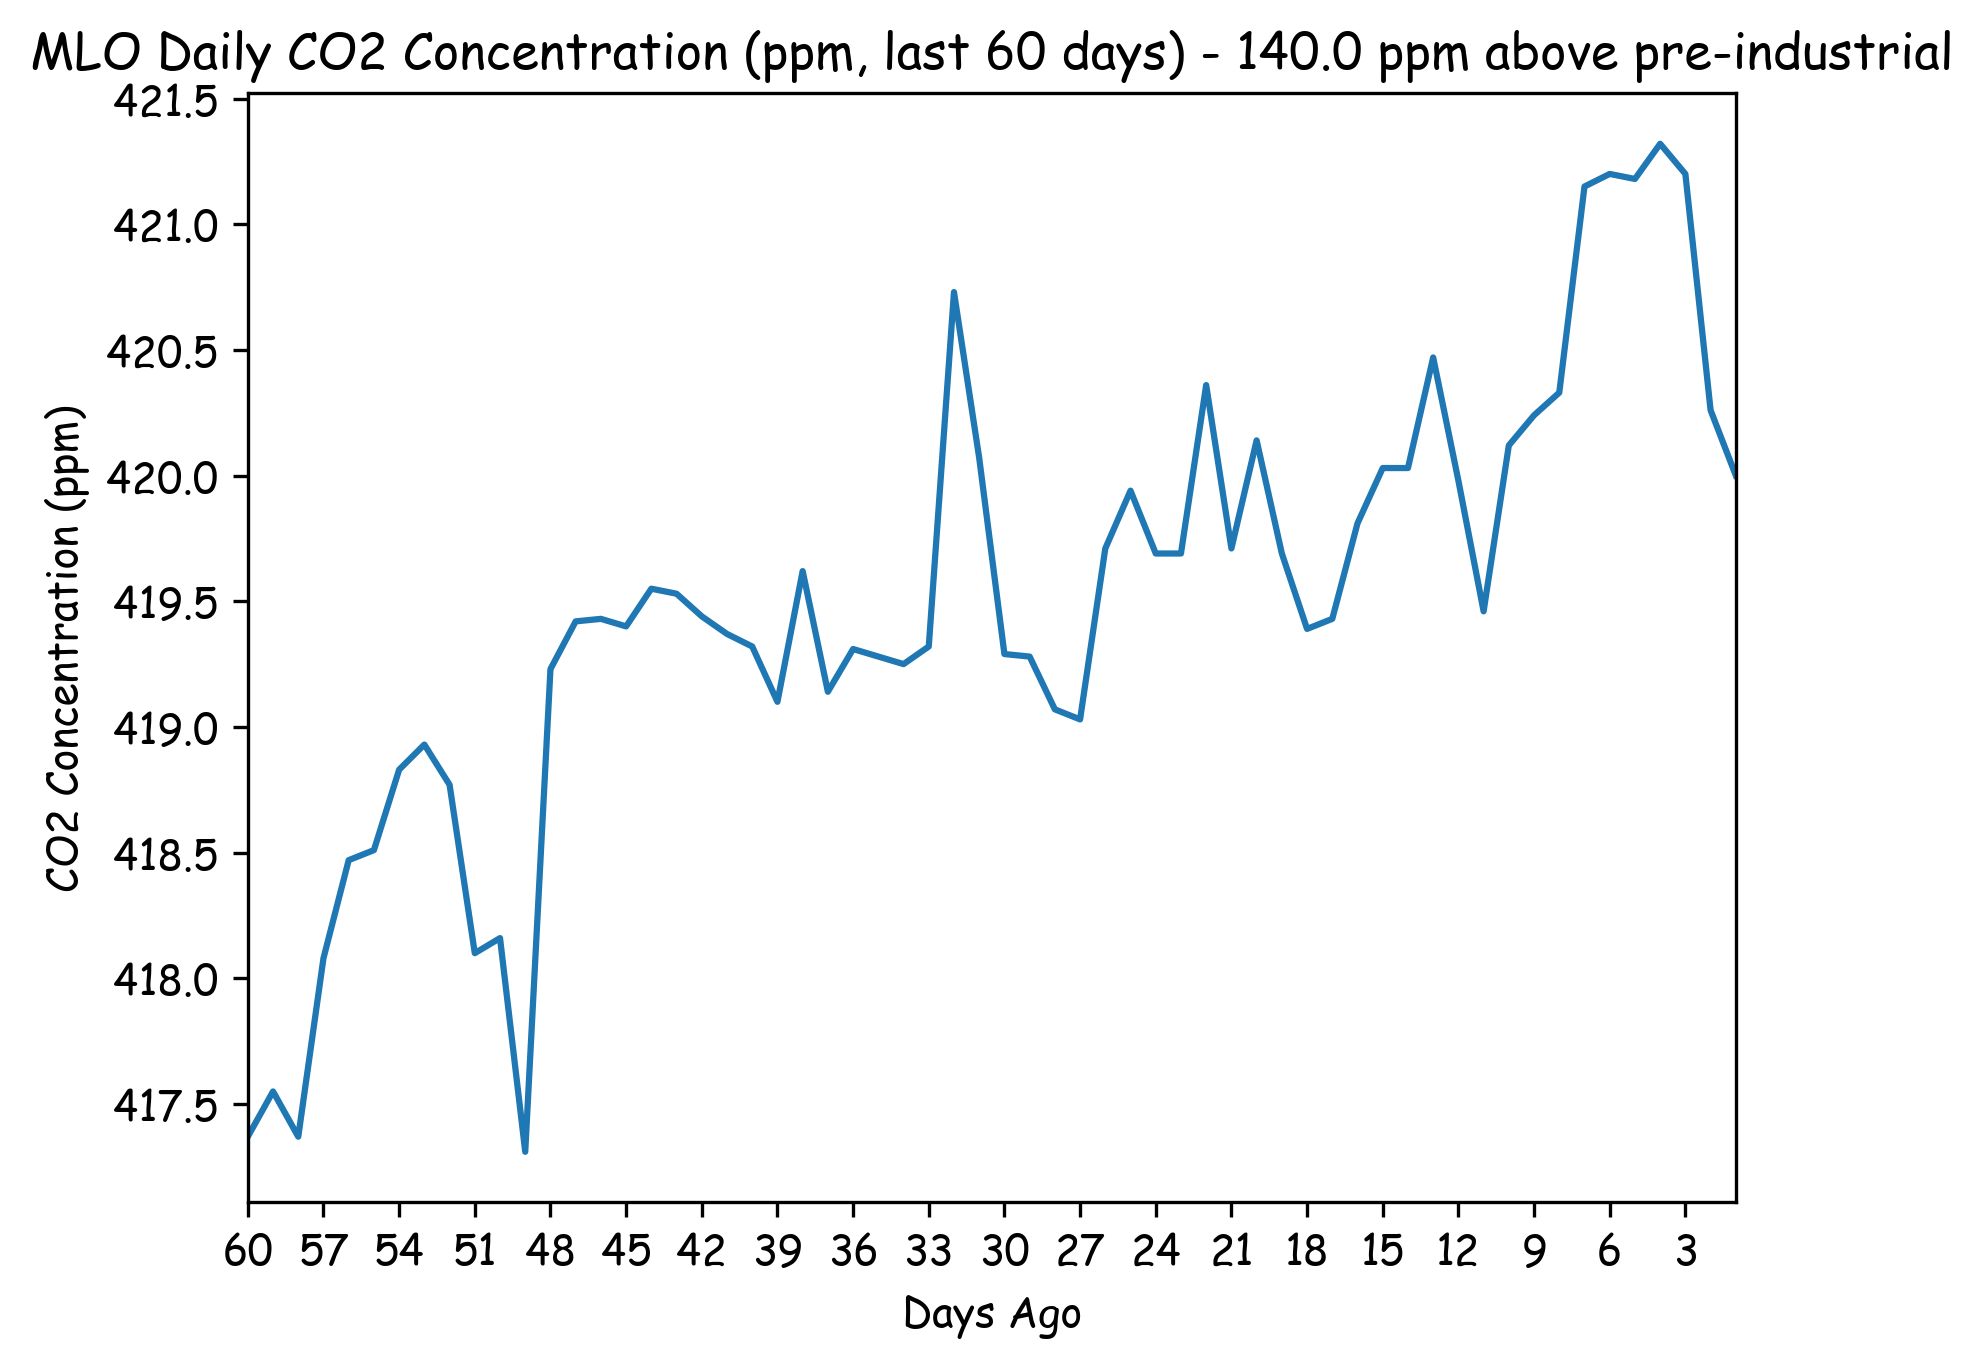 MLO Daily CO2 Concentration (ppm, last 60 days) - 140.0 ppm above pre-industrial
421.5
421.0
420.5
420.0
419.5
419.0
418.5
418.0
417.5
CO2 Concentration (ppm)
60 57 54 51 48 45 42 39 36 33 30 27 24 21 18 15 12 9 6 3
Days Ago